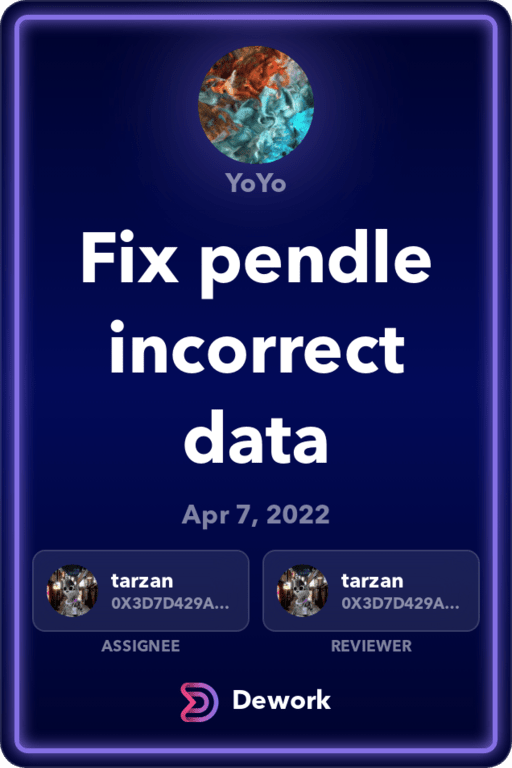 YoYo
Fix pendle
incorrect
data
Apr 7, 2022
tarzan
0X3D7D429A...
ASSIGNEE
tarzan
0X3D7D429A...
REVIEWER
Dework